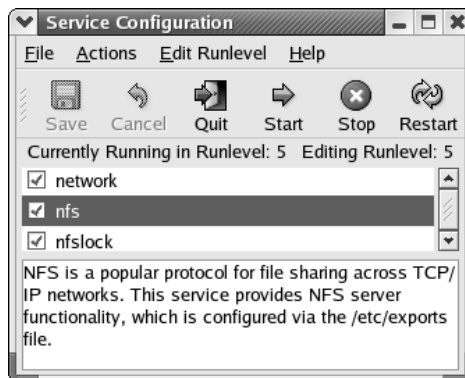 Service Configuration
File Actions Edit Runlevel Help
Save Cancel Quit Start Stop Restart
Currently Running in Runlevel: 5 Editing Runlevel: 5
network
nfs
nfslock
NFS is a popular protocol for file sharing across TCP/
IP networks. This service provides NFS server
functionality, which is configured via the /etc/exports
file.